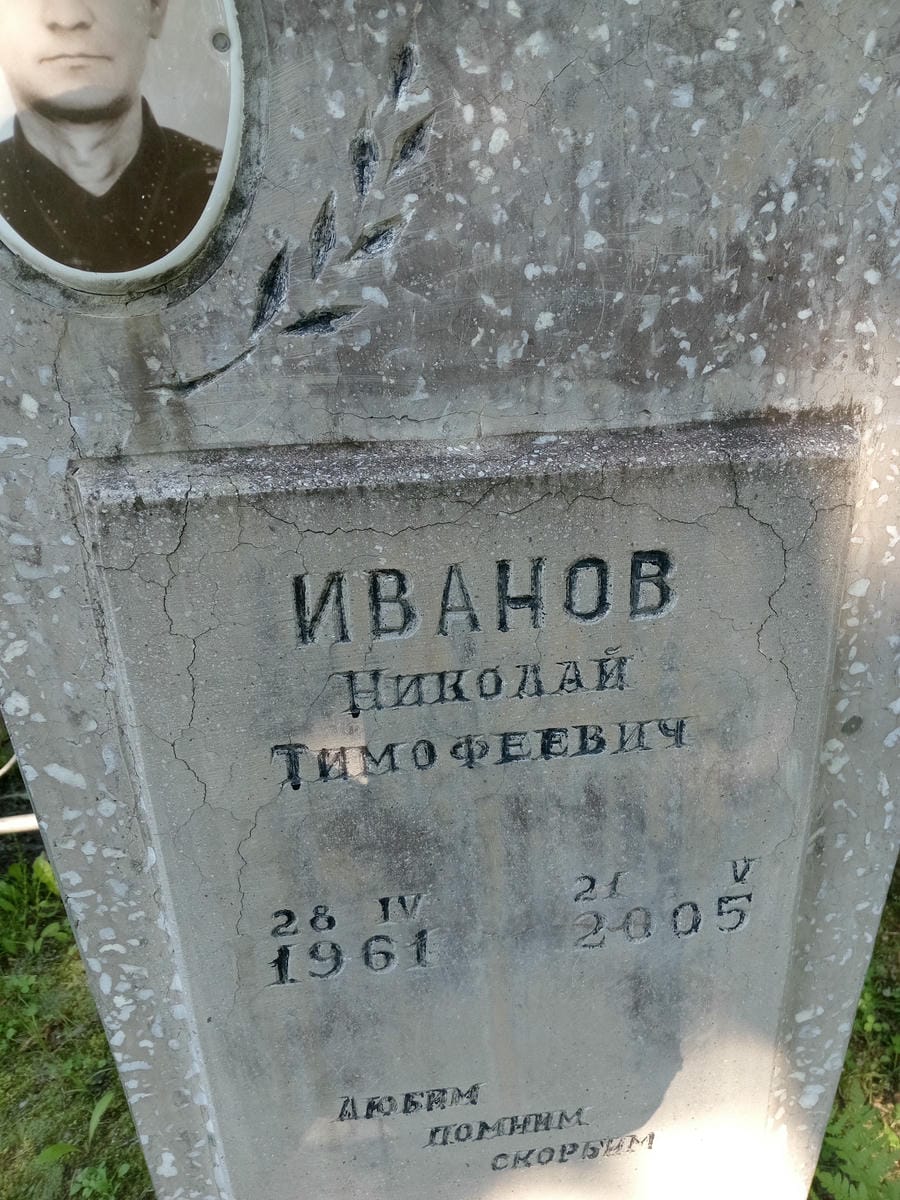 ИВАНОВ
НИКОЛАЙ
ТИМОФЕЕВИЧ
28 IV 21 V
1961 2005
ЛЮБИМ
ПОМНИМ
СКОРБИМ